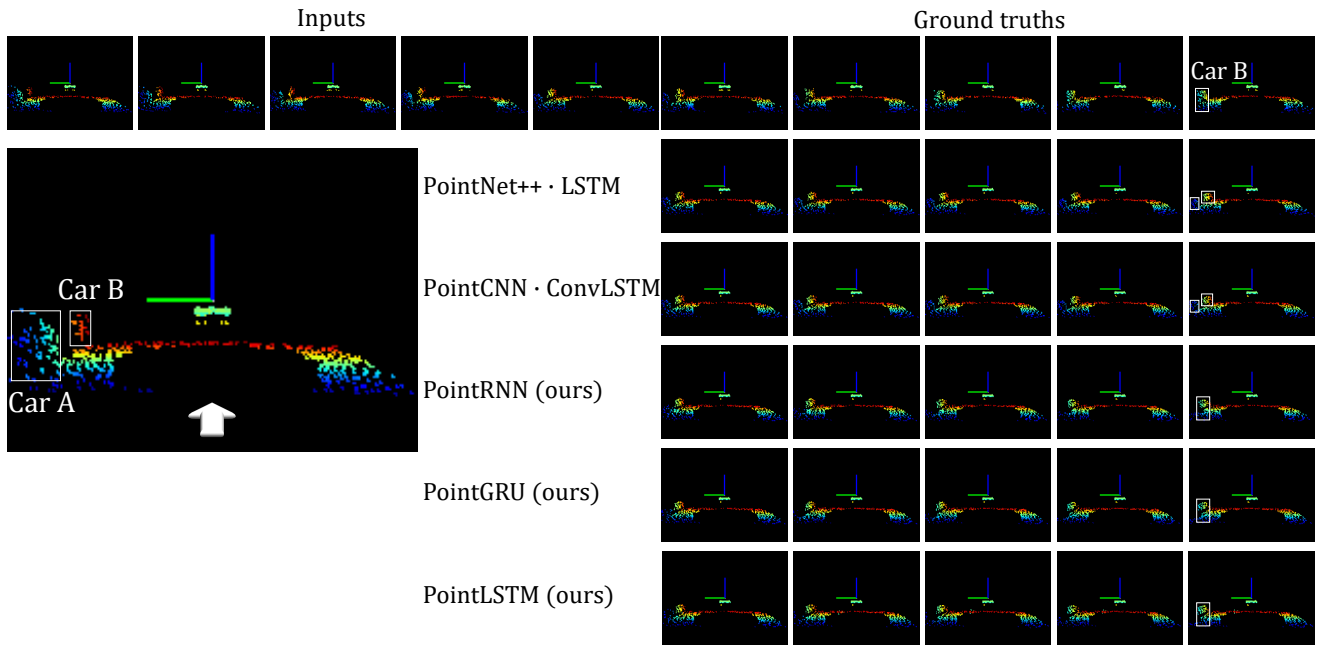 Inputs
Ground truths
Car B
PointNet++ · LSTM
Car B
PointCNN · ConvLSTM
PointRNN (ours)
Car A
PointGRU (ours)
PointLSTM (ours)